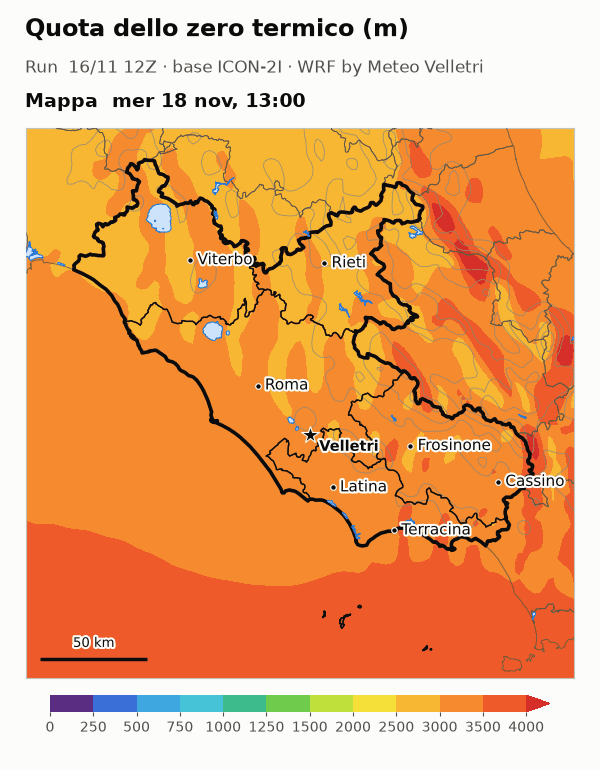 Quota dello zero termico (m)
Run  16/11 12Z · base ICON-2I · WRF by Meteo Velletri
Mappa  mer 18 nov, 13:00
Viterbo
Rieti
Roma
Velletri
Frosinone
Cassino
Latina
Terracina
50 km
0 250 500 750 1000 1250 1500 2000 2500 3000 3500 4000